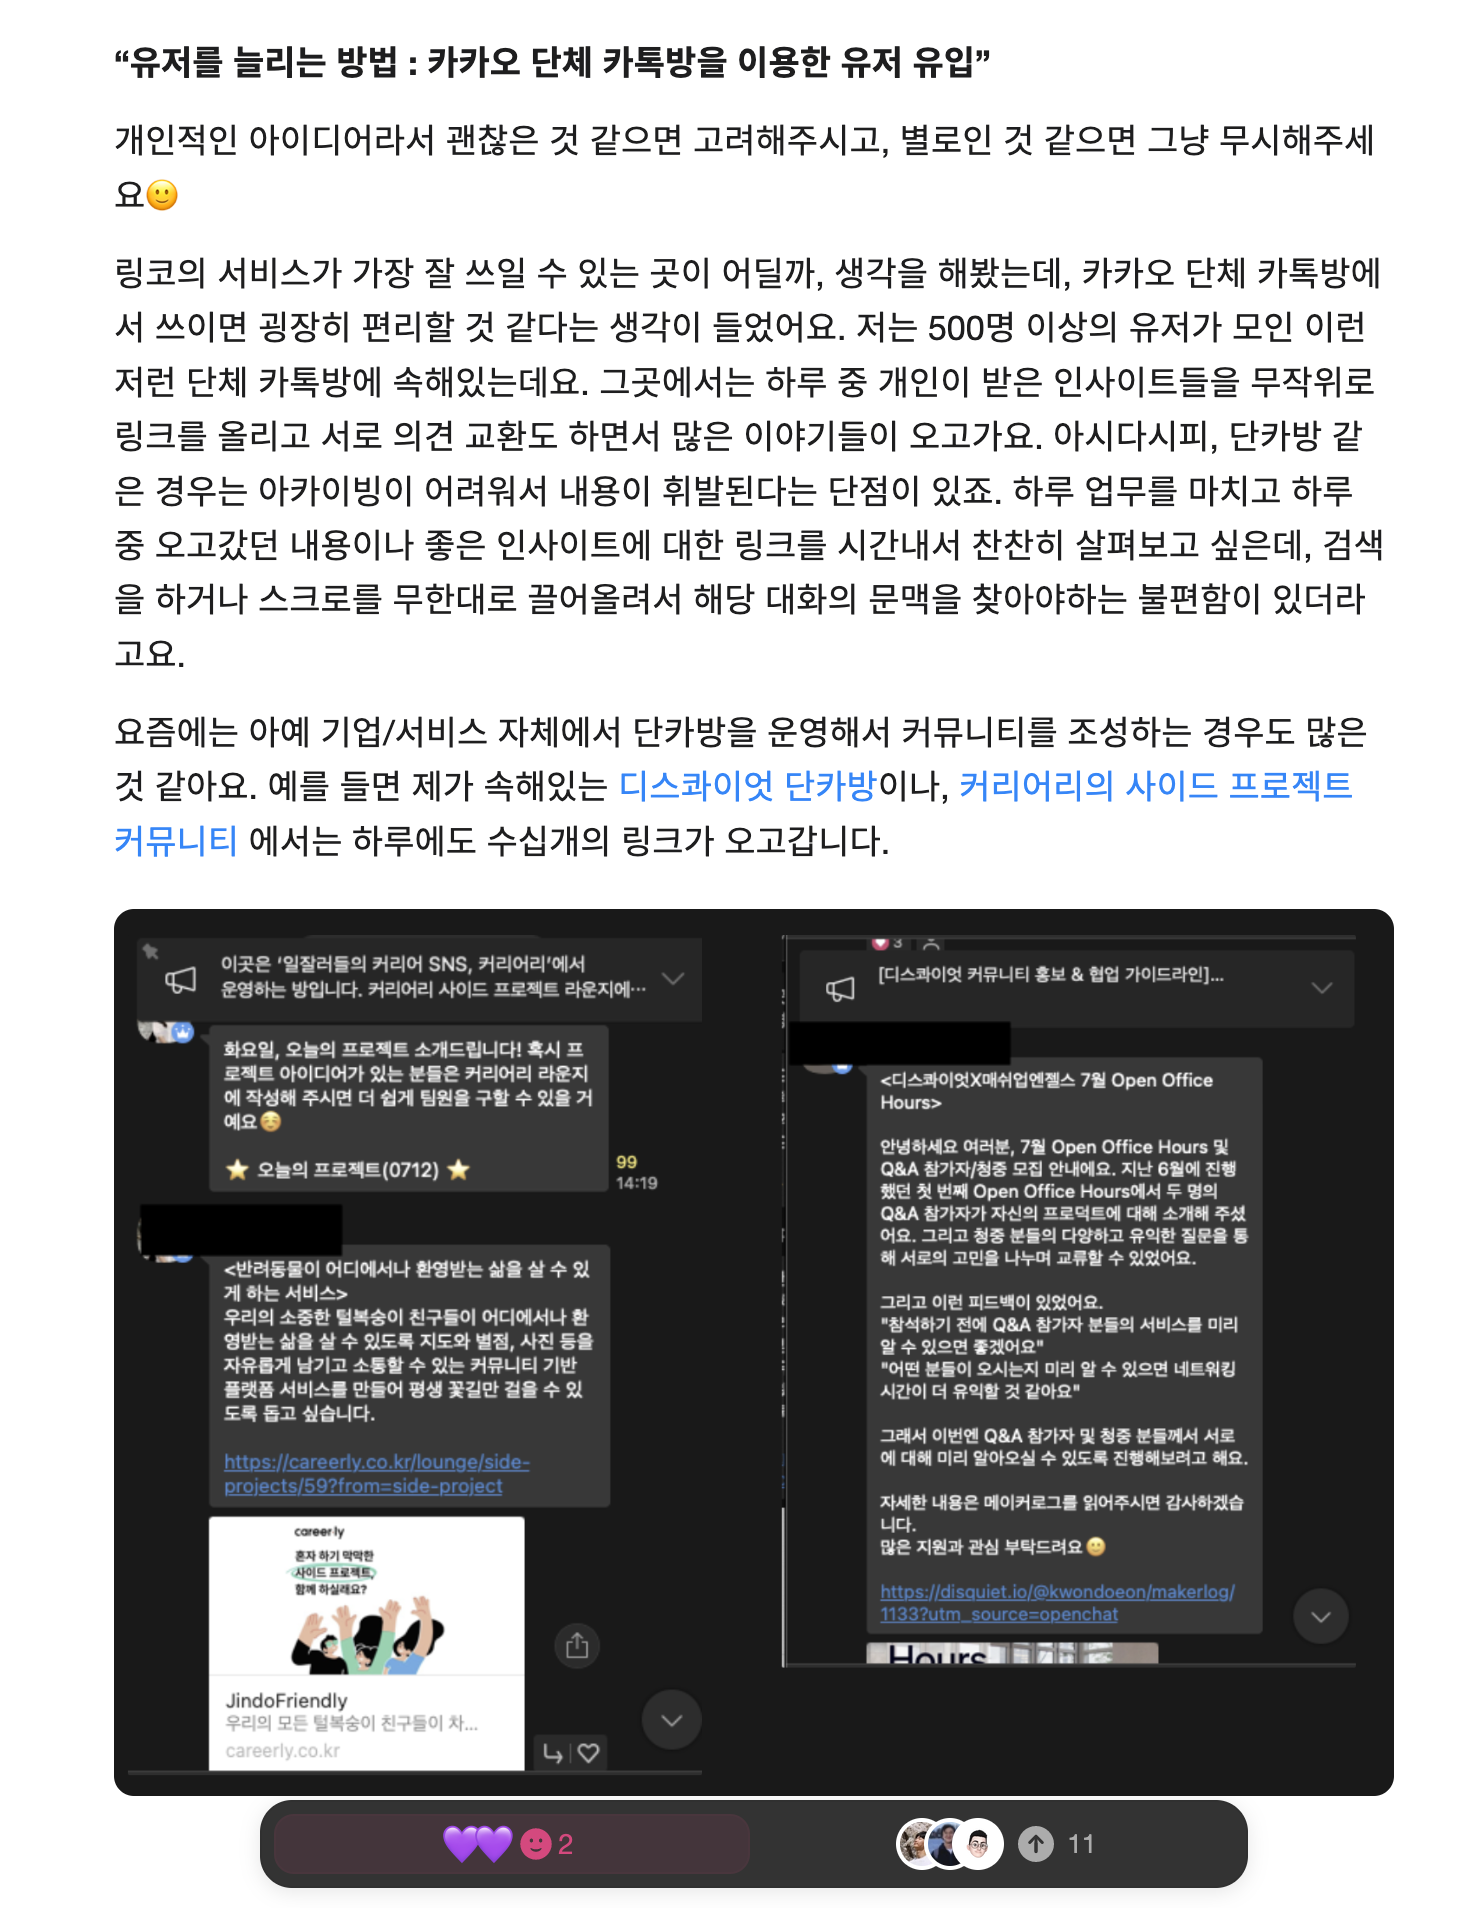 “유저를 늘리는 방법 : 카카오 단체 카톡방을 이용한 유저 유입”
개인적인 아이디어라서 괜찮은 것 같으면 고려해주시고, 별로인 것 같으면 그냥 무시해주세
요🙂
링코의 서비스가 가장 잘 쓰일 수 있는 곳이 어딜까, 생각을 해봤는데, 카카오 단체 카톡방에
서 쓰이면 굉장히 편리할 것 같다는 생각이 들었어요. 저는 500명 이상의 유저가 모인 이런
저런 단체 카톡방에 속해있는데요. 그곳에서는 하루 중 개인이 받은 인사이트들을 무작위로
링크를 올리고 서로 의견 교환도 하면서 많은 이야기들이 오고가요. 아시다시피, 단카방 같
은 경우는 아카이빙이 어려워서 내용이 휘발된다는 단점이 있죠. 하루 업무를 마치고 하루
중 오고갔던 내용이나 좋은 인사이트에 대한 링크를 시간내서 찬찬히 살펴보고 싶은데, 검색
을 하거나 스크로를 무한대로 끌어올려서 해당 대화의 문맥을 찾아야하는 불편함이 있더라
고요.
요즘에는 아예 기업/서비스 자체에서 단카방을 운영해서 커뮤니티를 조성하는 경우도 많은
것 같아요. 예를 들면 제가 속해있는 디스콰이엇 단카방이나, 커리어리의 사이드 프로젝트
커뮤니티 에서는 하루에도 수십개의 링크가 오고갑니다.
이곳은 ‘일잘러들의 커리어 SNS, 커리어리’에서
운영하는 방입니다. 커리어리 사이드 프로젝트 라운지에…
화요일, 오늘의 프로젝트 소개드립니다! 혹시 프
로젝트 아이디어가 있는 분들은 커리어리 라운지
에 작성해 주시면 더 쉽게 팀원을 구할 수 있을 거
예요☺️
⭐ 오늘의 프로젝트(0712) ⭐
99
14:19
<반려동물이 어디에서나 환영받는 삶을 살 수 있
게 하는 서비스>
우리의 소중한 털복숭이 친구들이 어디에서나 환
영받는 삶을 살 수 있도록 지도와 별점, 사진 등을
자유롭게 남기고 소통할 수 있는 커뮤니티 기반
플랫폼 서비스를 만들어 평생 꽃길만 걸을 수 있
도록 돕고 싶습니다.
https://careerly.co.kr/lounge/side-
projects/59?from=side-project
careerly
혼자 하기 막막한
사이드 프로젝트,
함께 하실래요?
JindoFriendly
우리의 모든 털복숭이 친구들이 차...
careerly.co.kr
3
[디스콰이엇 커뮤니티 홍보 & 협업 가이드라인]...
<디스콰이엇X매쉬업엔젤스 7월 Open Office
Hours>
안녕하세요 여러분, 7월 Open Office Hours 및
Q&A 참가자/청중 모집 안내에요. 지난 6월에 진행
했던 첫 번째 Open Office Hours에서 두 명의
Q&A 참가자가 자신의 프로덕트에 대해 소개해 주셨
어요. 그리고 청중 분들의 다양하고 유익한 질문을 통
해 서로의 고민을 나누며 교류할 수 있었어요.
그리고 이런 피드백이 있었어요.
"참석하기 전에 Q&A 참가자 분들의 서비스를 미리
알 수 있으면 좋겠어요"
"어떤 분들이 오시는지 미리 알 수 있으면 네트워킹
시간이 더 유익할 것 같아요"
그래서 이번엔 Q&A 참가자 및 청중 분들께서 서로
에 대해 미리 알아오실 수 있도록 진행해보려고 해요.
자세한 내용은 메이커로그를 읽어주시면 감사하겠습
니다.
많은 지원과 관심 부탁드려요🙂
https://disquiet.io/@kwondoeon/makerlog/
1133?utm_source=openchat
Hours
2
11